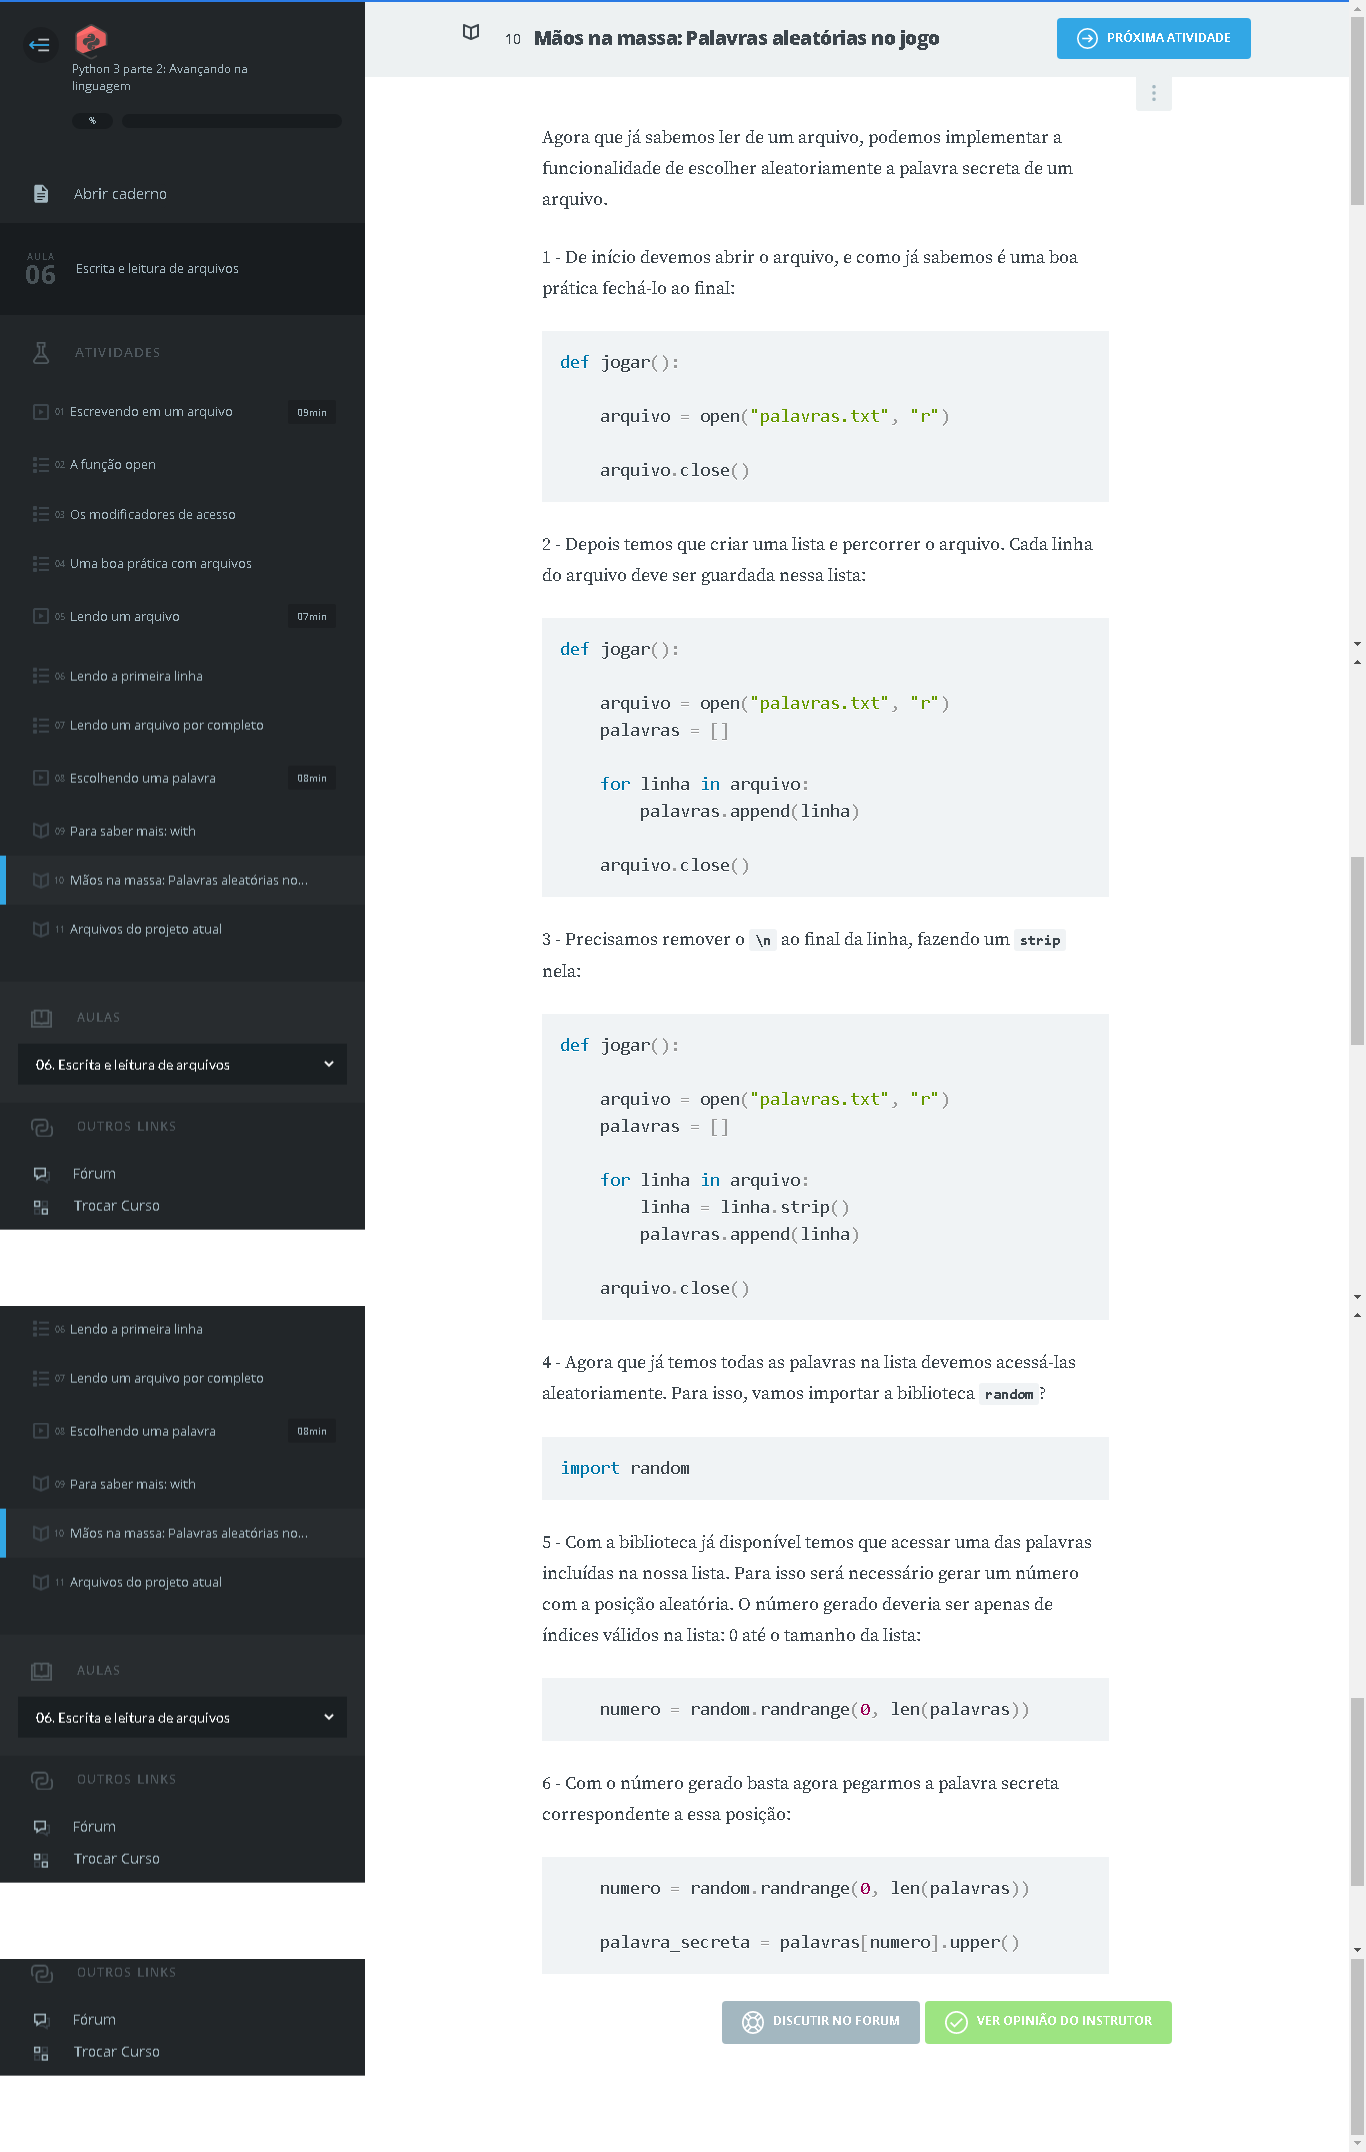 Python 3 parte 2: Avançando na
linguagem
%
Abrir caderno
AULA
06
Escrita e leitura de arquivos
ATIVIDADES
01 Escrevendo em um arquivo 09min
02 A função open
03 Os modificadores de acesso
04 Uma boa prática com arquivos
05 Lendo um arquivo 07min
06 Lendo a primeira linha
07 Lendo um arquivo por completo
08 Escolhendo uma palavra 08min
09 Para saber mais: with
10 Mãos na massa: Palavras aleatórias no...
11 Arquivos do projeto atual
AULAS
06. Escrita e leitura de arquivos
OUTROS LINKS
Fórum
Trocar Curso
06 Lendo a primeira linha
07 Lendo um arquivo por completo
08 Escolhendo uma palavra 08min
09 Para saber mais: with
10 Mãos na massa: Palavras aleatórias no...
11 Arquivos do projeto atual
AULAS
06. Escrita e leitura de arquivos
OUTROS LINKS
Fórum
Trocar Curso
OUTROS LINKS
Fórum
Trocar Curso
10 Mãos na massa: Palavras aleatórias no jogo
PRÓXIMA ATIVIDADE
Agora que já sabemos ler de um arquivo, podemos implementar a
funcionalidade de escolher aleatoriamente a palavra secreta de um
arquivo.
1 - De início devemos abrir o arquivo, e como já sabemos é uma boa
prática fechá-lo ao final:
def jogar():
    arquivo = open("palavras.txt", "r")
    arquivo.close()
2 - Depois temos que criar uma lista e percorrer o arquivo. Cada linha
do arquivo deve ser guardada nessa lista:
def jogar():
    arquivo = open("palavras.txt", "r")
    palavras = []
    for linha in arquivo:
        palavras.append(linha)
    arquivo.close()
3 - Precisamos remover o \n ao final da linha, fazendo um strip
nela:
def jogar():
    arquivo = open("palavras.txt", "r")
    palavras = []
    for linha in arquivo:
        linha = linha.strip()
        palavras.append(linha)
    arquivo.close()
4 - Agora que já temos todas as palavras na lista devemos acessá-las
aleatoriamente. Para isso, vamos importar a biblioteca random?
import random
5 - Com a biblioteca já disponível temos que acessar uma das palavras
incluídas na nossa lista. Para isso será necessário gerar um número
com a posição aleatória. O número gerado deveria ser apenas de
índices válidos na lista: 0 até o tamanho da lista:
    numero = random.randrange(0, len(palavras))
6 - Com o número gerado basta agora pegarmos a palavra secreta
correspondente a essa posição:
    numero = random.randrange(0, len(palavras))
    palavra_secreta = palavras[numero].upper()
DISCUTIR NO FORUM
VER OPINIÃO DO INSTRUTOR